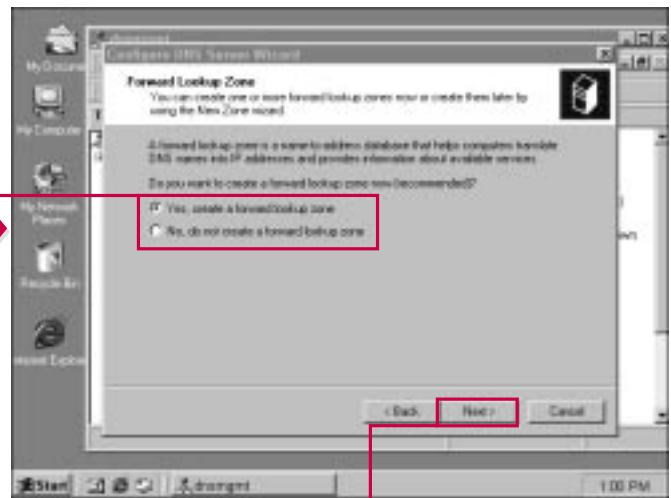 Configure DNS Server Wizard
Forward Lookup Zone
You can create one or more forward lookup zones now or create them later by
using the New Zone wizard.
A forward lookup zone is a name-to-address database that helps computers translate
DNS names into IP addresses and provides information about available services.
Do you want to create a forward lookup zone now (recommended)?
Yes, create a forward lookup zone
No, do not create a forward lookup zone
< Back
Next >
Cancel
My Computer
My Network
Places
Recycle Bin
Start
dnsmgmt
1:00 PM